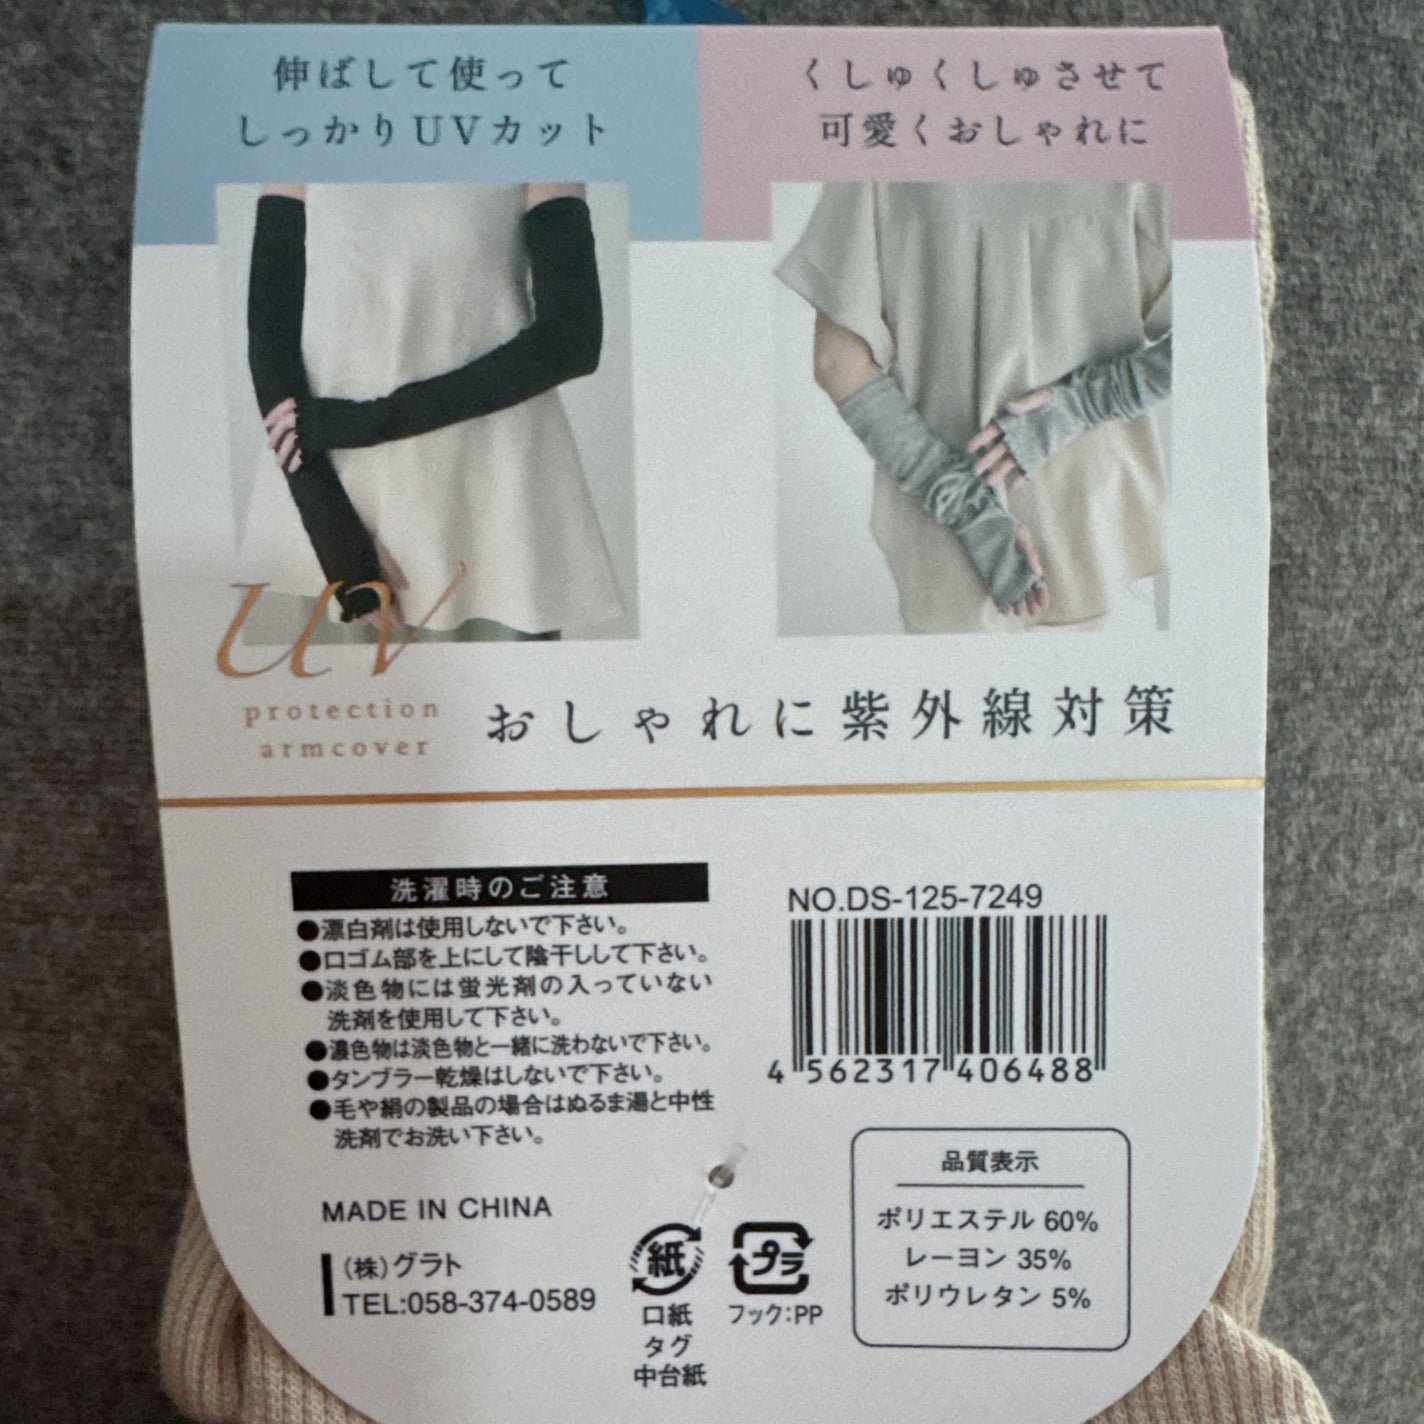 伸ばして使って
しっかりUVカット
くしゅくしゅさせて
可愛くおしゃれに
UV
protection
armcover
おしゃれに紫外線対策
洗濯時のご注意
●漂白剤は使用しないで下さい。
●口ゴム部を上にして陰干しして下さい。
●淡色物には蛍光剤の入っていない
洗剤を使用して下さい。
●濃色物は淡色物と一緒に洗わないで下さい。
●タンブラー乾燥はしないで下さい。
●毛や絹の製品の場合はぬるま湯と中性
洗剤でお洗い下さい。
MADE IN CHINA
(株)グラト
TEL:058-374-0589
紙
口紙
タグ
中台紙
プラ
フック:PP
NO.DS-125-7249
4 562317 406488
品質表示
ポリエステル 60%
レーヨン 35%
ポリウレタン 5%